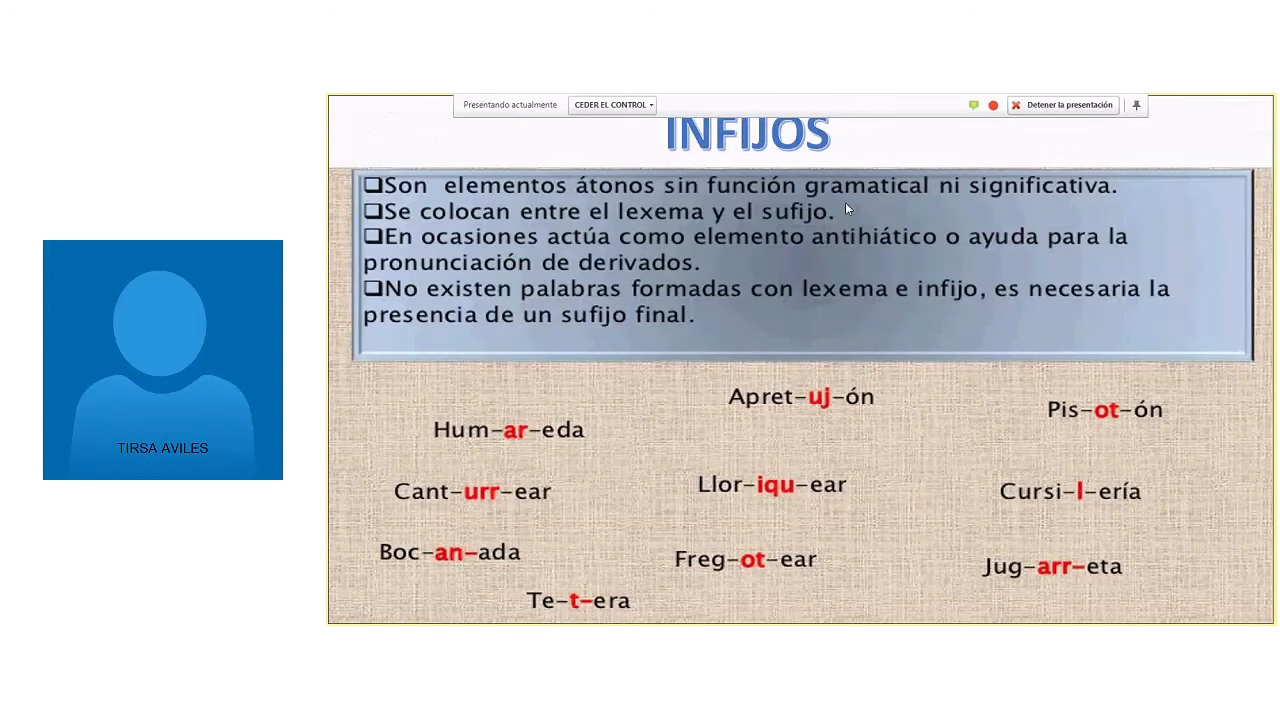 Presentando actualmente
CEDER EL CONTROL
Detener la presentación
INFIJOS
❑Son elementos átonos sin función gramatical ni significativa.
❑Se colocan entre el lexema y el sufijo.
❑En ocasiones actúa como elemento antihiático o ayuda para la
pronunciación de derivados.
❑No existen palabras formadas con lexema e infijo, es necesaria la
presencia de un sufijo final.
Apret-uj-ón
Pis-ot-ón
Hum-ar-eda
Cant-urr-ear
Llor-iqu-ear
Cursi-l-ería
Boc-an-ada
Freg-ot-ear
Jug-arr-eta
Te-t-era
TIRSA AVILES